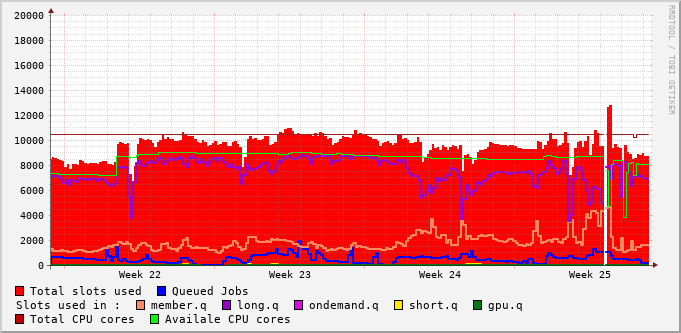 20000
18000
16000
14000
12000
10000
8000
6000
4000
2000
0
Week 22 Week 23 Week 24 Week 25
RRDTOOL / TOBI OETIKER
Total slots used Queued Jobs
Slots used in : member.q long.q ondemand.q short.q gpu.q
Total CPU cores Availale CPU cores